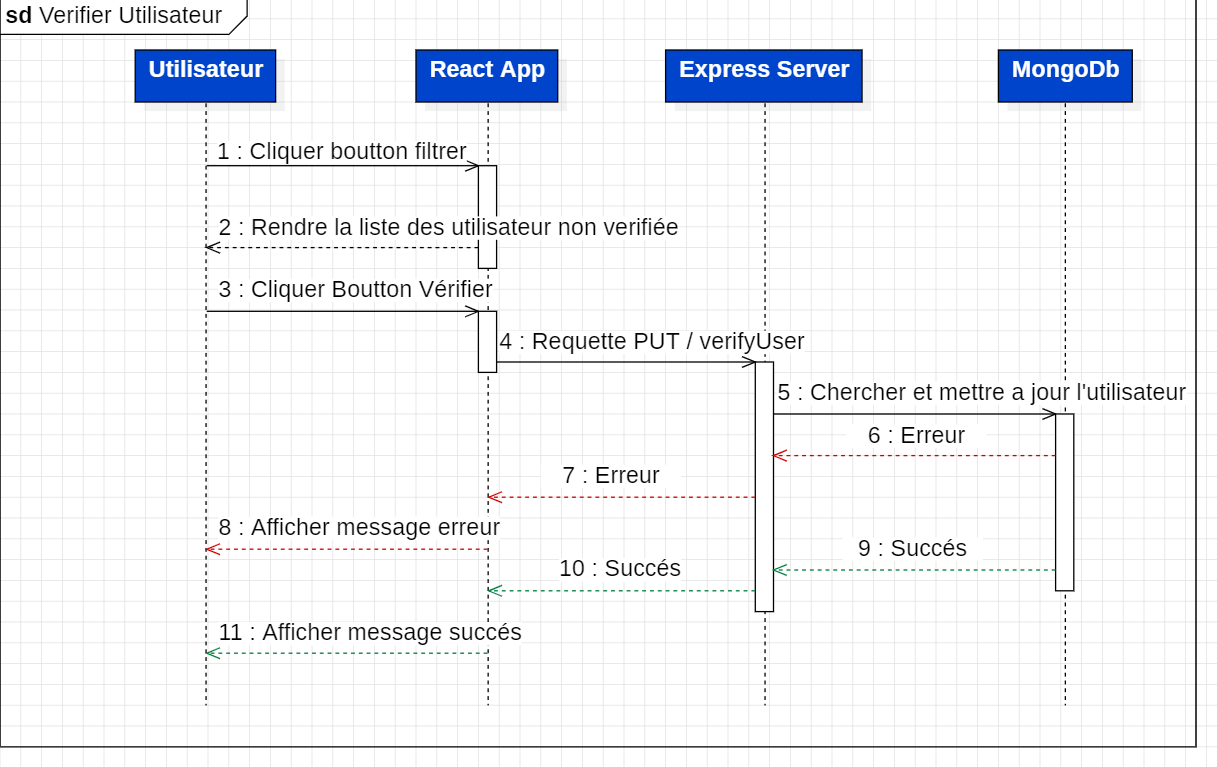 sd Verifier Utilisateur
Utilisateur
React App
Express Server
MongoDb
1 : Cliquer boutton filtrer
2 : Rendre la liste des utilisateur non verifiée
3 : Cliquer Boutton Vérifier
4 : Requette PUT / verifyUser
5 : Chercher et mettre a jour l'utilisateur
6 : Erreur
7 : Erreur
8 : Afficher message erreur
9 : Succés
10 : Succés
11 : Afficher message succés